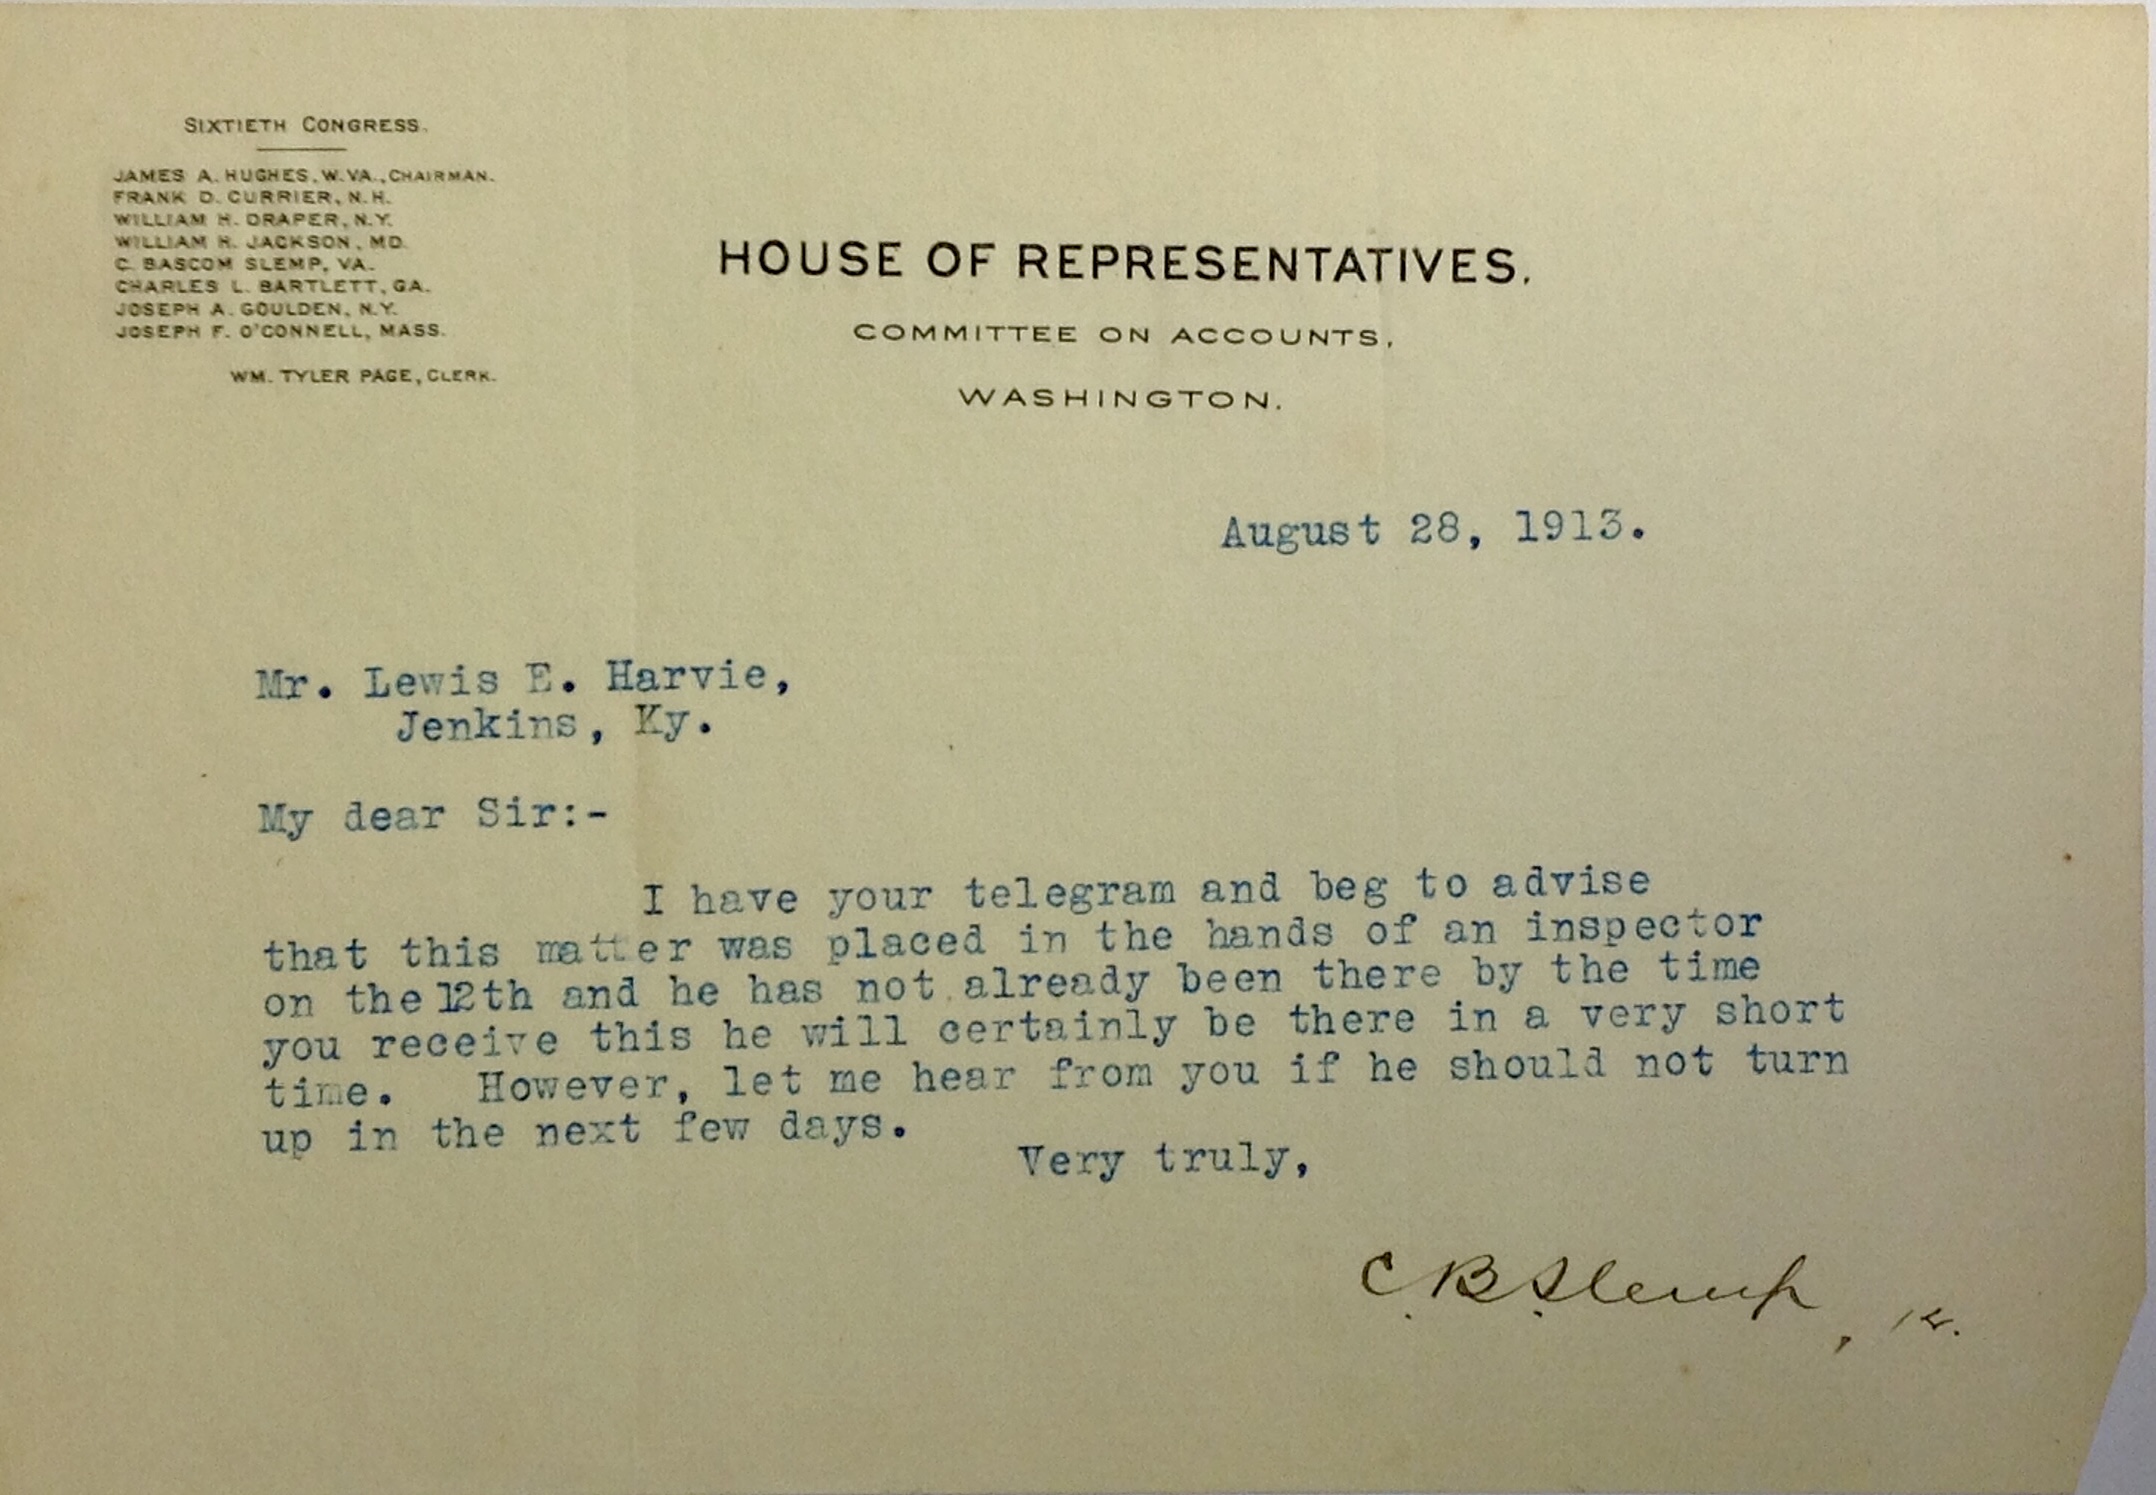 SIXTIETH CONGRESS.
JAMES A. HUGHES, W. VA., CHAIRMAN.
FRANK D. CURRIER, N. H.
WILLIAM H. DRAPER, N. Y.
WILLIAM H. JACKSON, MD.
C. BASCOM SLEMP, VA.
CHARLES L. BARTLETT, GA.
JOSEPH A. GOULDEN, N. Y.
JOSEPH F. O'CONNELL, MASS.
WM. TYLER PAGE, CLERK.
HOUSE OF REPRESENTATIVES.
COMMITTEE ON ACCOUNTS,
WASHINGTON.
August 28, 1913.
Mr. Lewis E. Harvie,
Jenkins, Ky.
My dear Sir:-
I have your telegram and beg to advise
that this matter was placed in the hands of an inspector
on the 12th and he has not already been there by the time
you receive this he will certainly be there in a very short
time. However, let me hear from you if he should not turn
up in the next few days.
Very truly,
C. B. Slemp,